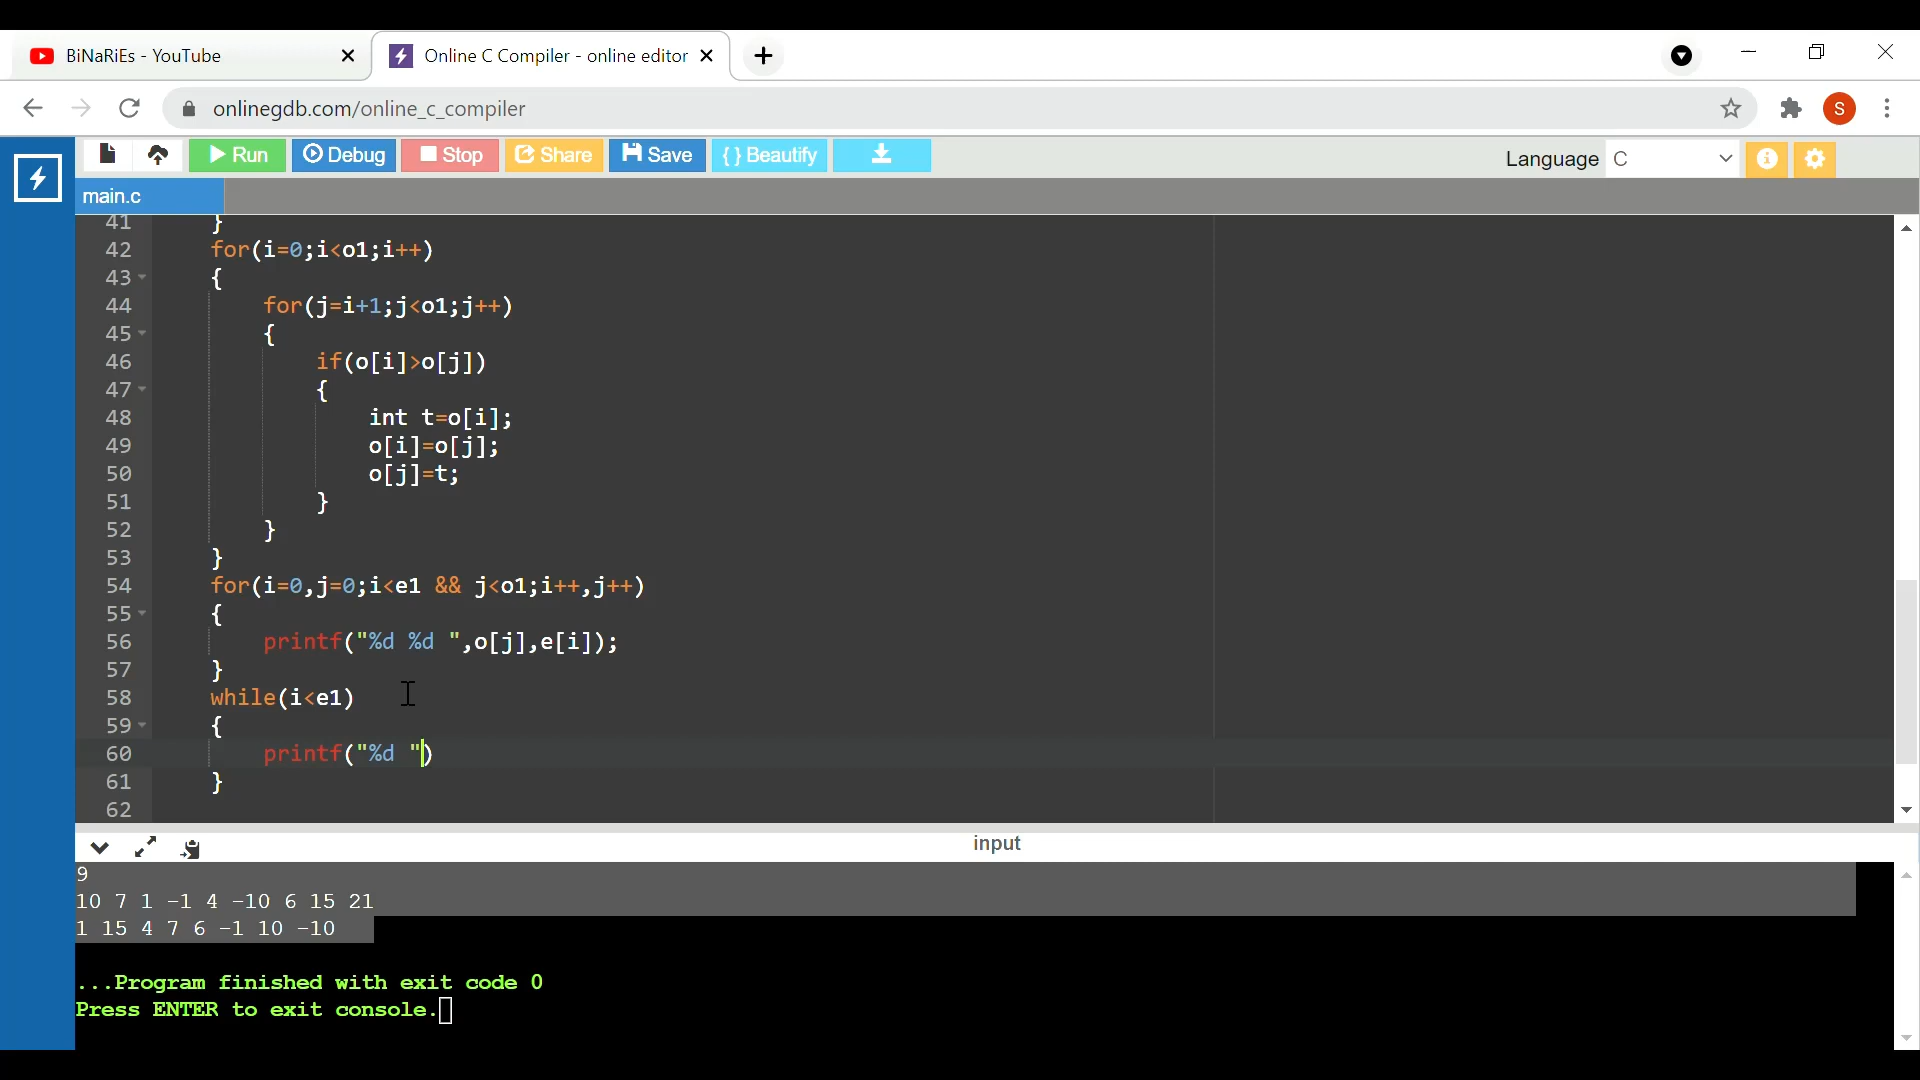 BiNaRiEs - YouTube
Online C Compiler - online editor
onlinegdb.com/online_c_compiler
S
Run Debug Stop Share Save { } Beautify
Language C
main.c
41 }
42 for(i=0;i<o1;i++)
43 {
44 for(j=i+1;j<o1;j++)
45 {
46 if(o[i]>o[j])
47 {
48 int t=o[i];
49 o[i]=o[j];
50 o[j]=t;
51 }
52 }
53 }
54 for(i=0,j=0;i<e1 && j<o1;i++,j++)
55 {
56 printf("%d %d ",o[j],e[i]);
57 }
58 while(i<e1)
59 {
60 printf("%d ")
61 }
62
input
9
10 7 1 -1 4 -10 6 15 21
1 15 4 7 6 -1 10 -10
...Program finished with exit code 0
Press ENTER to exit console.